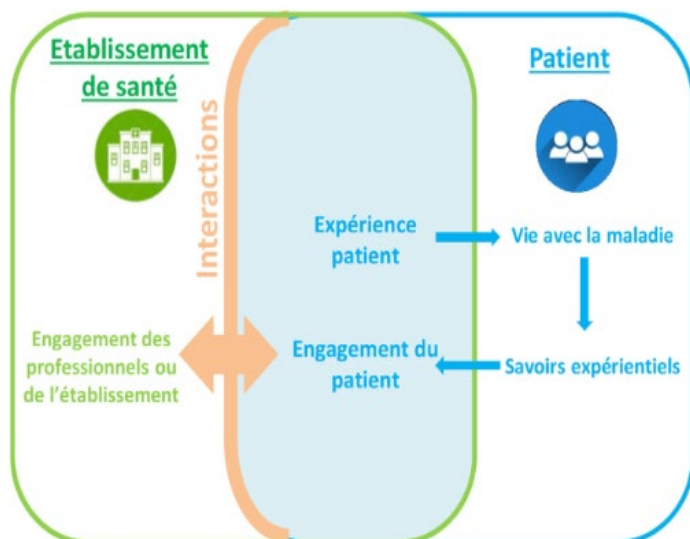 Etablissement
de santé
Patient
Interactions
Expérience
patient
Vie avec la maladie
Engagement des
professionnels ou
de l'établissement
Engagement du
patient
Savoirs expérientiels